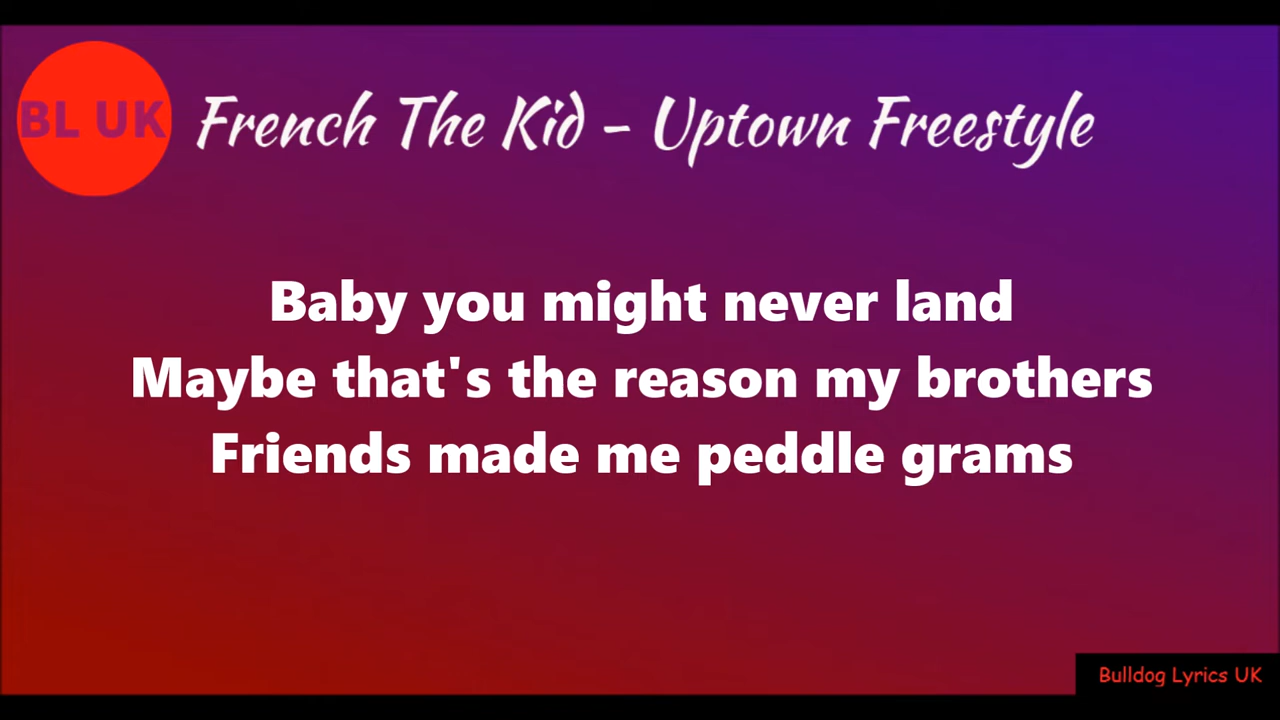 BL UK
French The Kid - Uptown Freestyle
Baby you might never land
Maybe that's the reason my brothers
Friends made me peddle grams
Bulldog Lyrics UK